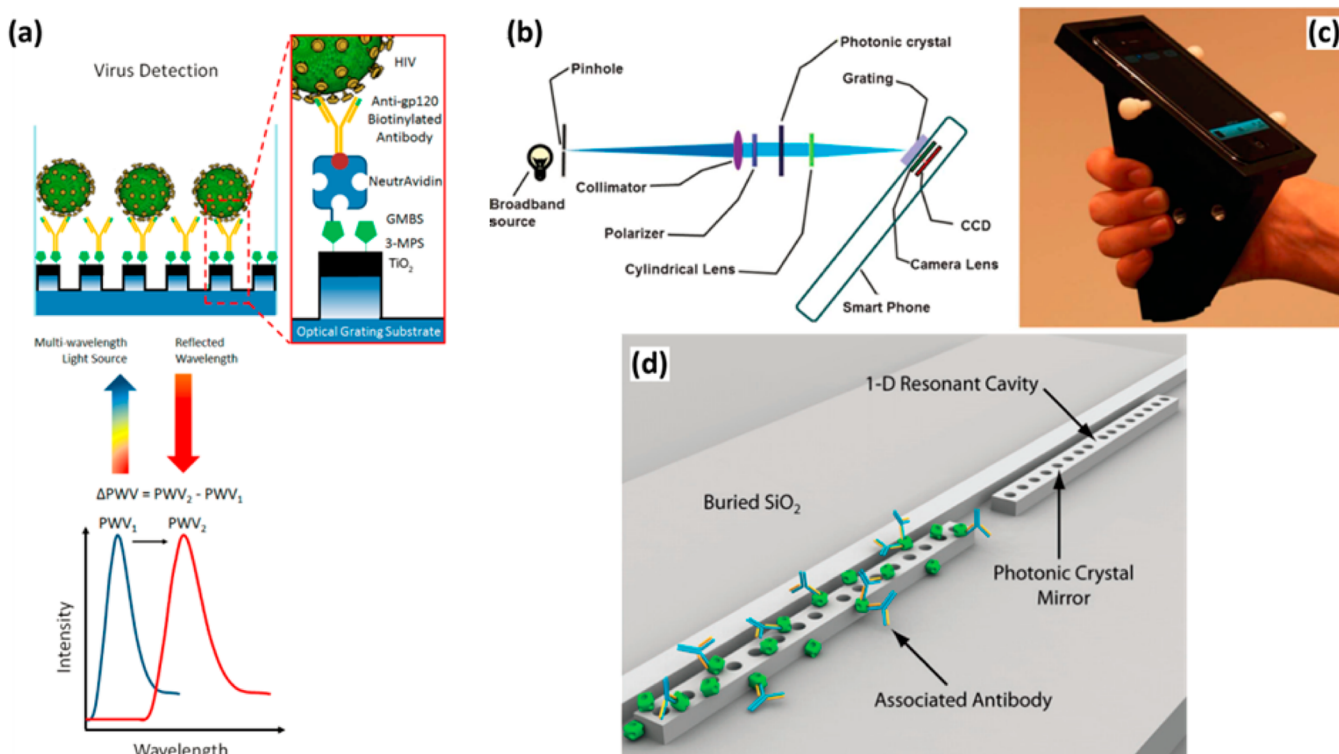 (a)
Virus Detection
HIV
Anti-gp120
Biotinylated
Antibody
NeutrAvidin
GMBS
3-MPS
TiO₂
Optical Grating Substrate
Multi-wavelength
Light Source
Reflected
Wavelength
ΔPWV = PWV₂ - PWV₁
PWV₁
PWV₂
Intensity
Wavelength
(b)
Pinhole
Photonic crystal
Grating
Broadband
source
Collimator
Polarizer
Cylindrical Lens
CCD
Camera Lens
Smart Phone
(c)
(d)
1-D Resonant Cavity
Buried SiO₂
Photonic Crystal
Mirror
Associated Antibody